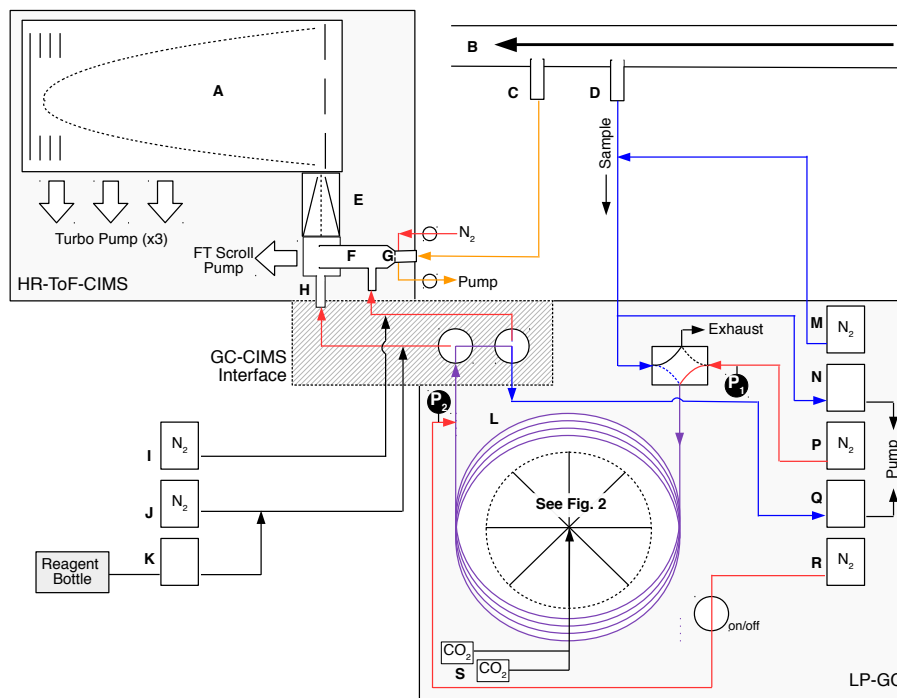 A
B
C
D
Sample
E
Turbo Pump (x3)
FT Scroll
Pump
F
G
N2
Pump
H
HR-ToF-CIMS
GC-CIMS
Interface
Exhaust
M
N2
N
P1
P2
L
P
N2
Pump
I
N2
J
N2
See Fig. 2
Q
K
Reagent
Bottle
R
N2
on/off
CO2
S
CO2
LP-GC